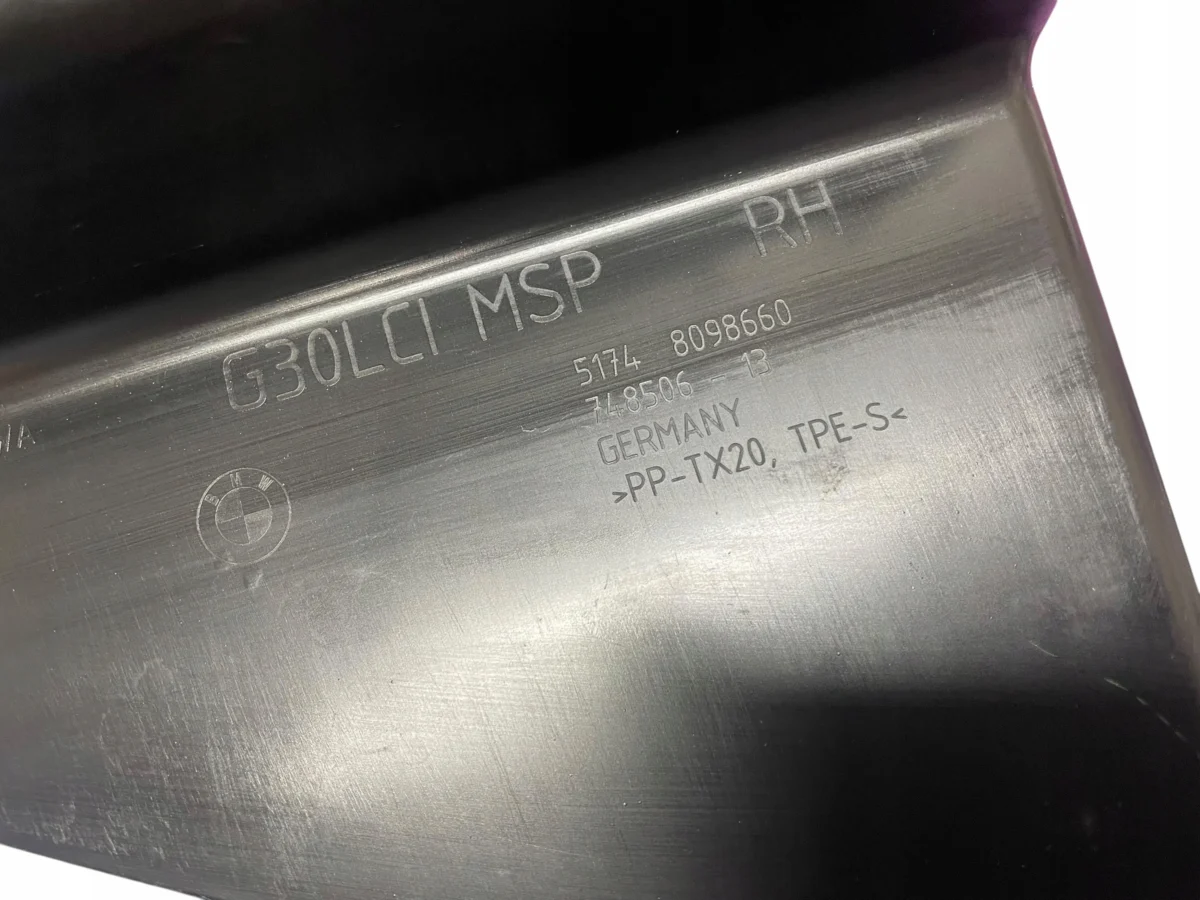 G30LCI MSP RH
5174 8098660
748506 - 13
GERMANY
>PP-TX20, TPE-S<
BMW